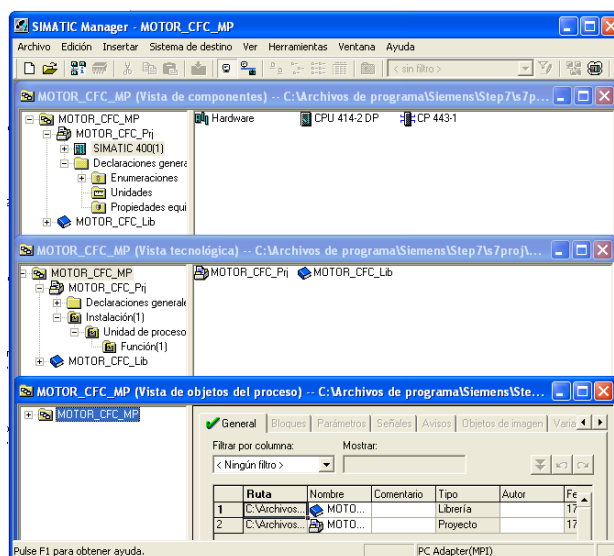 SIMATIC Manager - MOTOR_CFC_MP
Archivo Edición Insertar Sistema de destino Ver Herramientas Ventana Ayuda
< sin filtro >
MOTOR_CFC_MP (Vista de componentes) -- C:\Archivos de programa\Siemens\Step7\s7p...
MOTOR_CFC_MP
MOTOR_CFC_Prj
SIMATIC 400(1)
Declaraciones genera
Enumeraciones
Unidades
Propiedades equi
MOTOR_CFC_Lib
Hardware CPU 414-2 DP CP 443-1
MOTOR_CFC_MP (Vista tecnológica) -- C:\Archivos de programa\Siemens\Step7\s7proj\...
MOTOR_CFC_MP
MOTOR_CFC_Prj
Declaraciones generale
Instalación(1)
Unidad de proceso
Función(1)
MOTOR_CFC_Lib
MOTOR_CFC_Prj MOTOR_CFC_Lib
MOTOR_CFC_MP (Vista de objetos del proceso) -- C:\Archivos de programa\Siemens\Ste...
MOTOR_CFC_MP
General Bloques Parámetros Señales Avisos Objetos de imagen Varia
Filtrar por columna: Mostrar:
< Ningún filtro >
Ruta Nombre Comentario Tipo Autor Fe
1 C:\Archivos... MOTO... Librería 17
2 C:\Archivos... MOTO... Proyecto 17
Pulse F1 para obtener ayuda. PC Adapter(MPI)